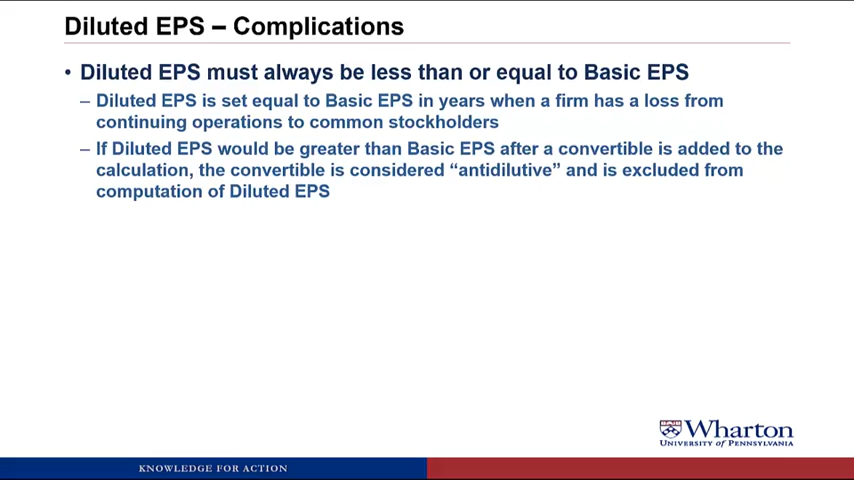 Diluted EPS – Complications
• Diluted EPS must always be less than or equal to Basic EPS
– Diluted EPS is set equal to Basic EPS in years when a firm has a loss from
continuing operations to common stockholders
– If Diluted EPS would be greater than Basic EPS after a convertible is added to the
calculation, the convertible is considered “antidilutive” and is excluded from
computation of Diluted EPS
Wharton
UNIVERSITY OF PENNSYLVANIA
KNOWLEDGE FOR ACTION